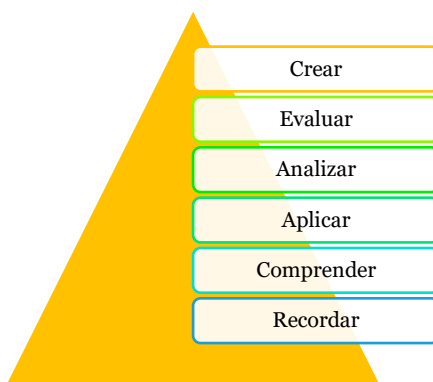 Crear
Evaluar
Analizar
Aplicar
Comprender
Recordar